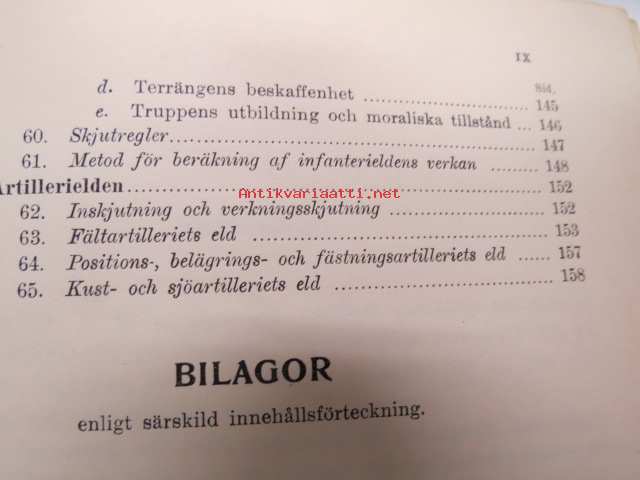 IX
Sid.
d. Terrängens beskaffenhet ........ 145
e. Truppens utbildning och moraliska tillstånd ... 146
60. Skjutregler ........ 147
61. Metod för beräkning af infanterieldens verkan ........ 148
Artillerielden ........ 152
Antikvariaatti.net
62. Inskjutning och verkningsskjutning ........ 152
63. Fältartilleriets eld ........ 153
64. Positions-, belägrings- och fästningsartilleriets eld ...... 157
65. Kust- och sjöartilleriets eld ........ 158
BILAGOR
enligt särskild innehållsförteckning.